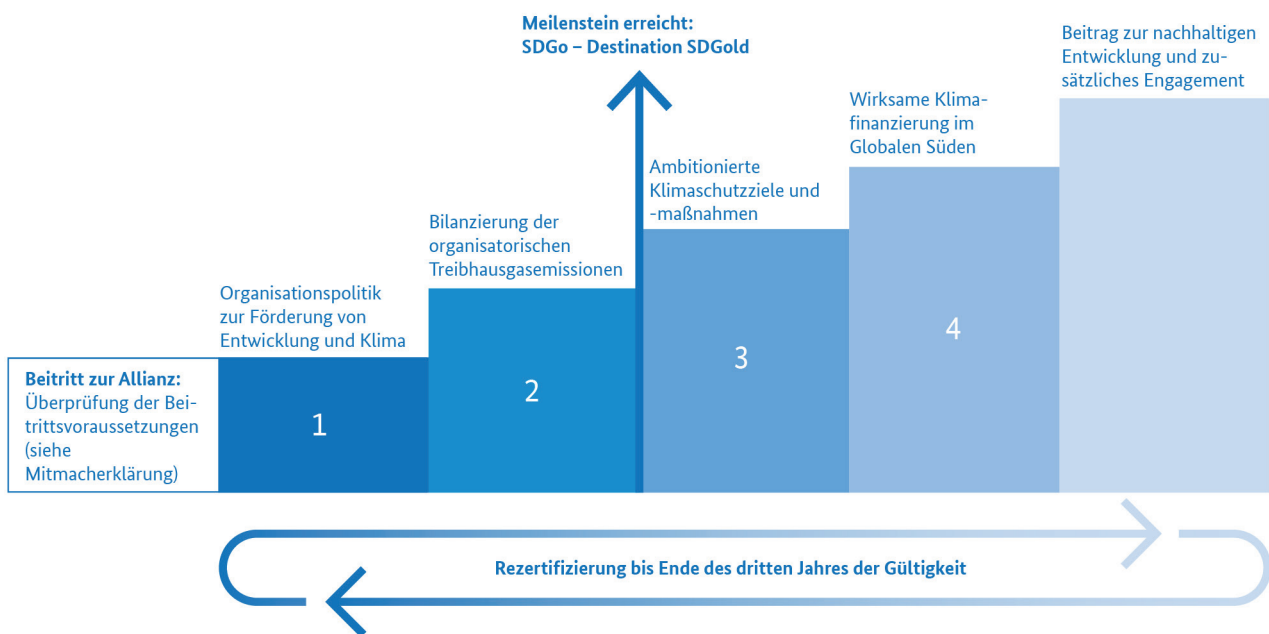 Meilenstein erreicht:
SDGo – Destination SDGold
Beitrag zur nachhaltigen
Entwicklung und zu-
sätzliches Engagement
Wirksame Klima-
finanzierung im
Globalen Süden
Ambitionierte
Klimaschutzziele und
-maßnahmen
Bilanzierung der
organisatorischen
Treibhausgasemissionen
Organisationspolitik
zur Förderung von
Entwicklung und Klima
Beitritt zur Allianz:
Überprüfung der Bei-
trittsvoraussetzungen
(siehe
Mitmacherklärung)
1
2
3
4
Rezertifizierung bis Ende des dritten Jahres der Gültigkeit